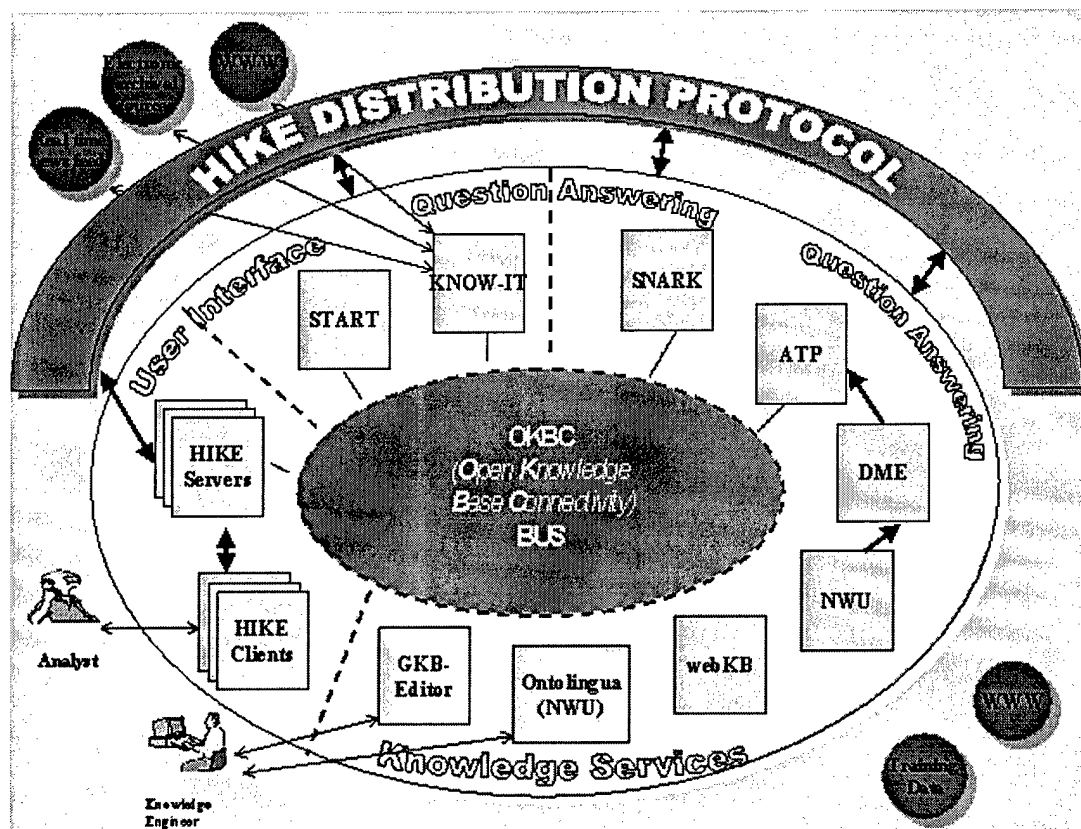 WWW
HIKE DISTRIBUTION PROTOCOL
Question Answering
User Interface
Question Answering
KNOW-IT
SNARK
START
ATP
HIKE
Servers
OKBC
(Open Knowledge
Base Connectivity)
BUS
DME
NWU
HIKE
Clients
Analyst
GKB-
Editor
Ontolingua
(NWU)
webKB
WWW
Knowledge Services
Training
Data
Knowledge
Engineer